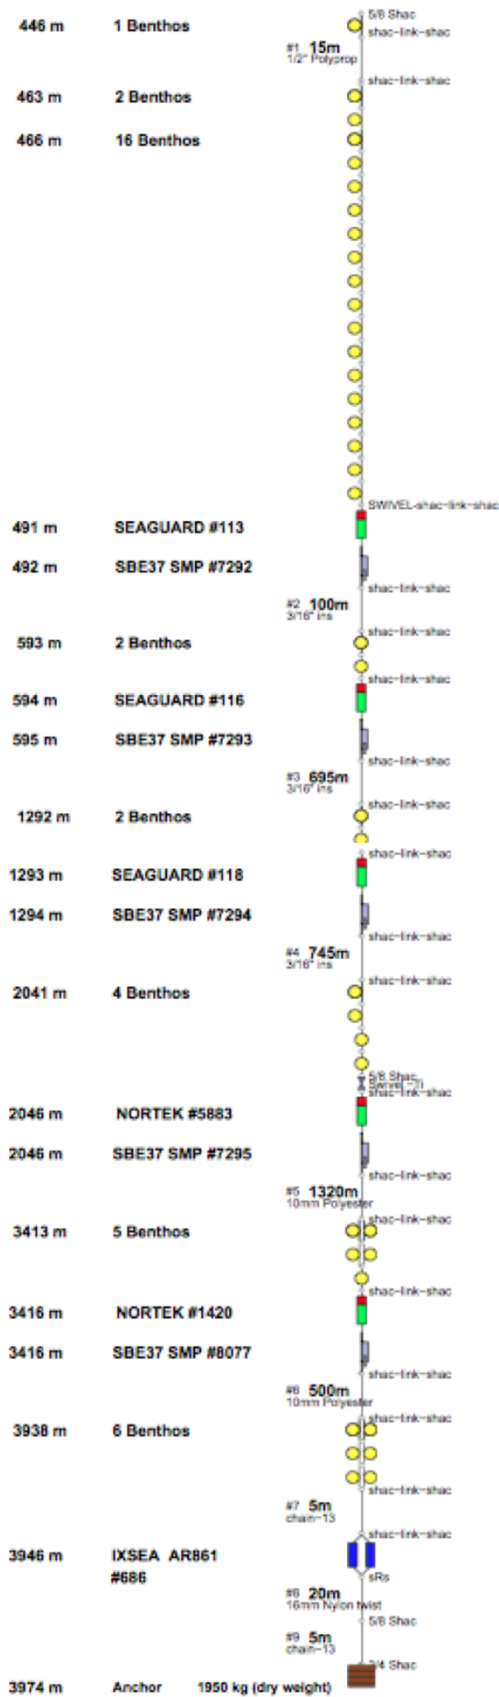 5/8 Shac
446 m 1 Benthos
shac-link-shac
#1 15m
1/2" Polyprop
shac-link-shac
463 m 2 Benthos
466 m 16 Benthos
SWIVEL-shac-link-shac
491 m SEAGUARD #113
492 m SBE37 SMP #7292
shac-link-shac
#2 100m
3/16" ins
shac-link-shac
593 m 2 Benthos
shac-link-shac
594 m SEAGUARD #116
595 m SBE37 SMP #7293
shac-link-shac
#3 695m
3/16" ins
shac-link-shac
1292 m 2 Benthos
shac-link-shac
1293 m SEAGUARD #118
1294 m SBE37 SMP #7294
shac-link-shac
#4 745m
3/16" ins
shac-link-shac
2041 m 4 Benthos
5/8 Shac
Swivel-Ti
shac-link-shac
2046 m NORTEK #5883
2046 m SBE37 SMP #7295
shac-link-shac
#5 1320m
10mm Polyester
shac-link-shac
3413 m 5 Benthos
shac-link-shac
3416 m NORTEK #1420
3416 m SBE37 SMP #8077
shac-link-shac
#6 500m
10mm Polyester
shac-link-shac
3938 m 6 Benthos
shac-link-shac
#7 5m
chain-13
shac-link-shac
3946 m IXSEA AR861
#686
sRs
#8 20m
16mm Nylon twist
5/8 Shac
#9 5m
chain-13
3/4 Shac
3974 m Anchor 1950 kg (dry weight)